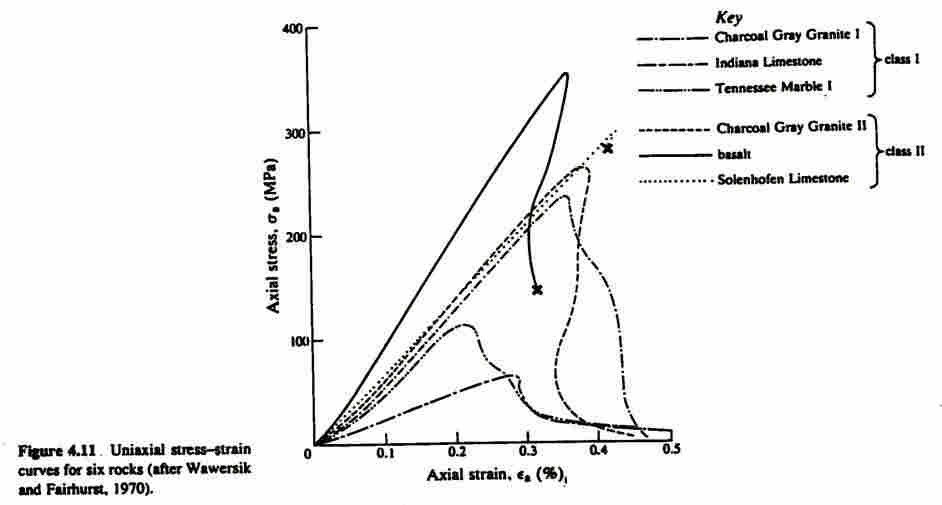 Key
Charcoal Gray Granite I
Indiana Limestone
Tennessee Marble I
class I
Charcoal Gray Granite II
basalt
Solenhofen Limestone
class II
400
300
200
100
0
Axial stress, σa (MPa)
0
0.1
0.2
0.3
0.4
0.5
Axial strain, εa (%)
Figure 4.11 Uniaxial stress–strain
curves for six rocks (after Wawersik
and Fairhurst, 1970).